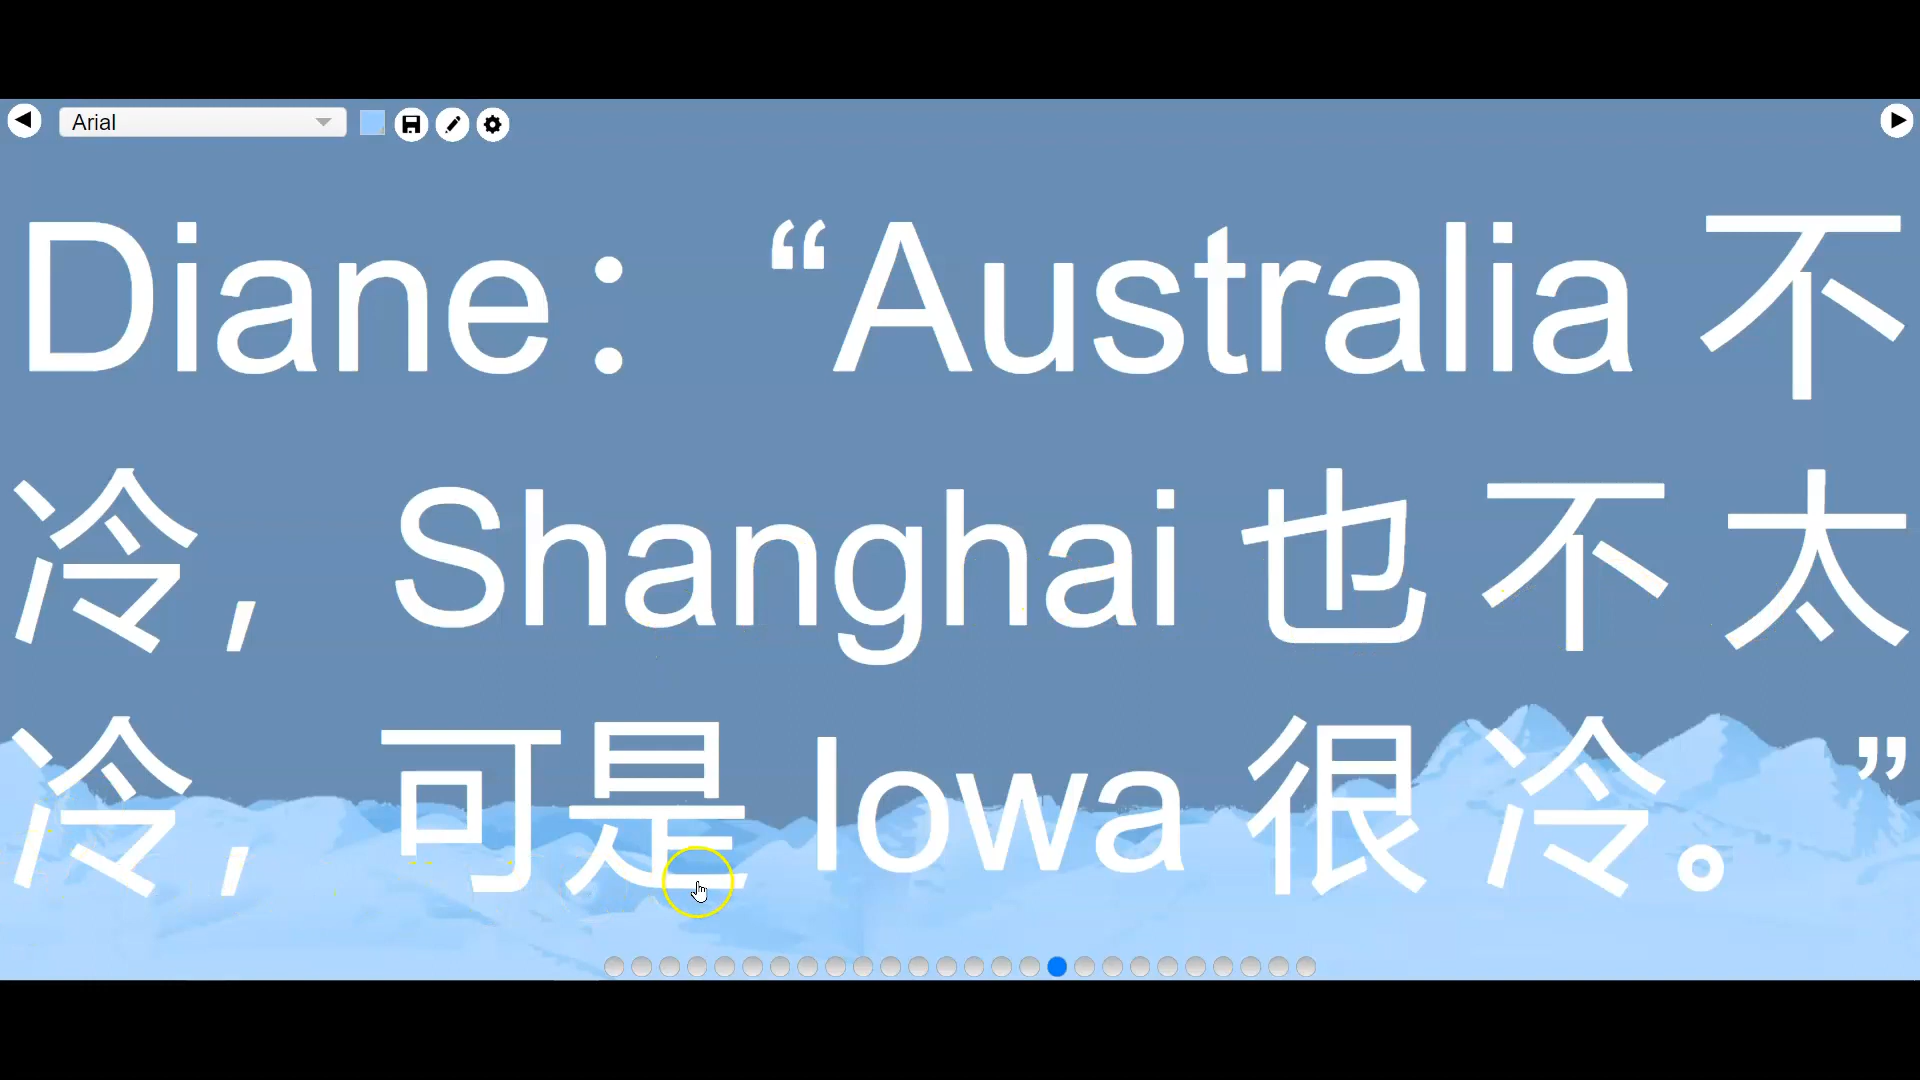 Arial
Diane：“Australia 不
冷，Shanghai 也 不 太
冷，可是 Iowa 很 冷。”